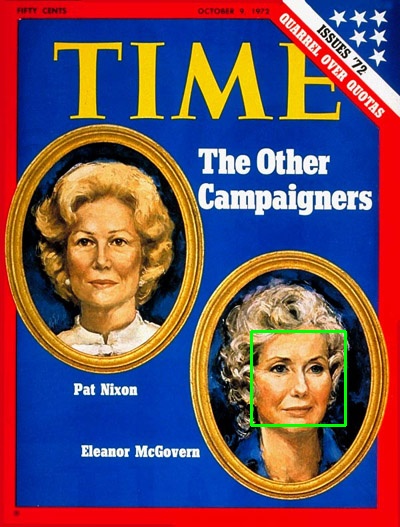 FIFTY CENTS
OCTOBER 9, 1972
ISSUES '72
QUARREL OVER QUOTAS
TIME
The Other
Campaigners
Pat Nixon
Eleanor McGovern